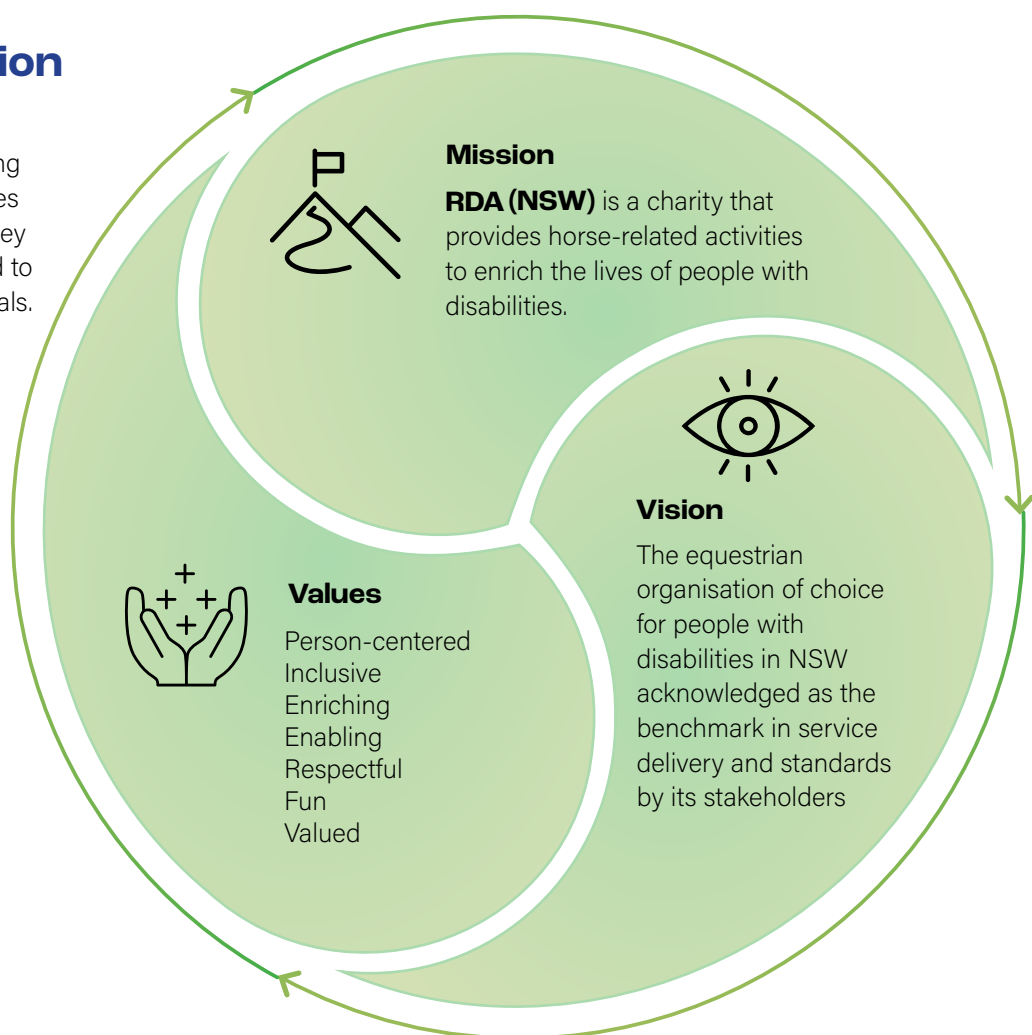 ion
ng
es
ey
d to
als.
Mission
RDA (NSW) is a charity that
provides horse-related activities
to enrich the lives of people with
disabilities.
Vision
The equestrian
organisation of choice
for people with
disabilities in NSW
acknowledged as the
benchmark in service
delivery and standards
by its stakeholders
Values
Person-centered
Inclusive
Enriching
Enabling
Respectful
Fun
Valued